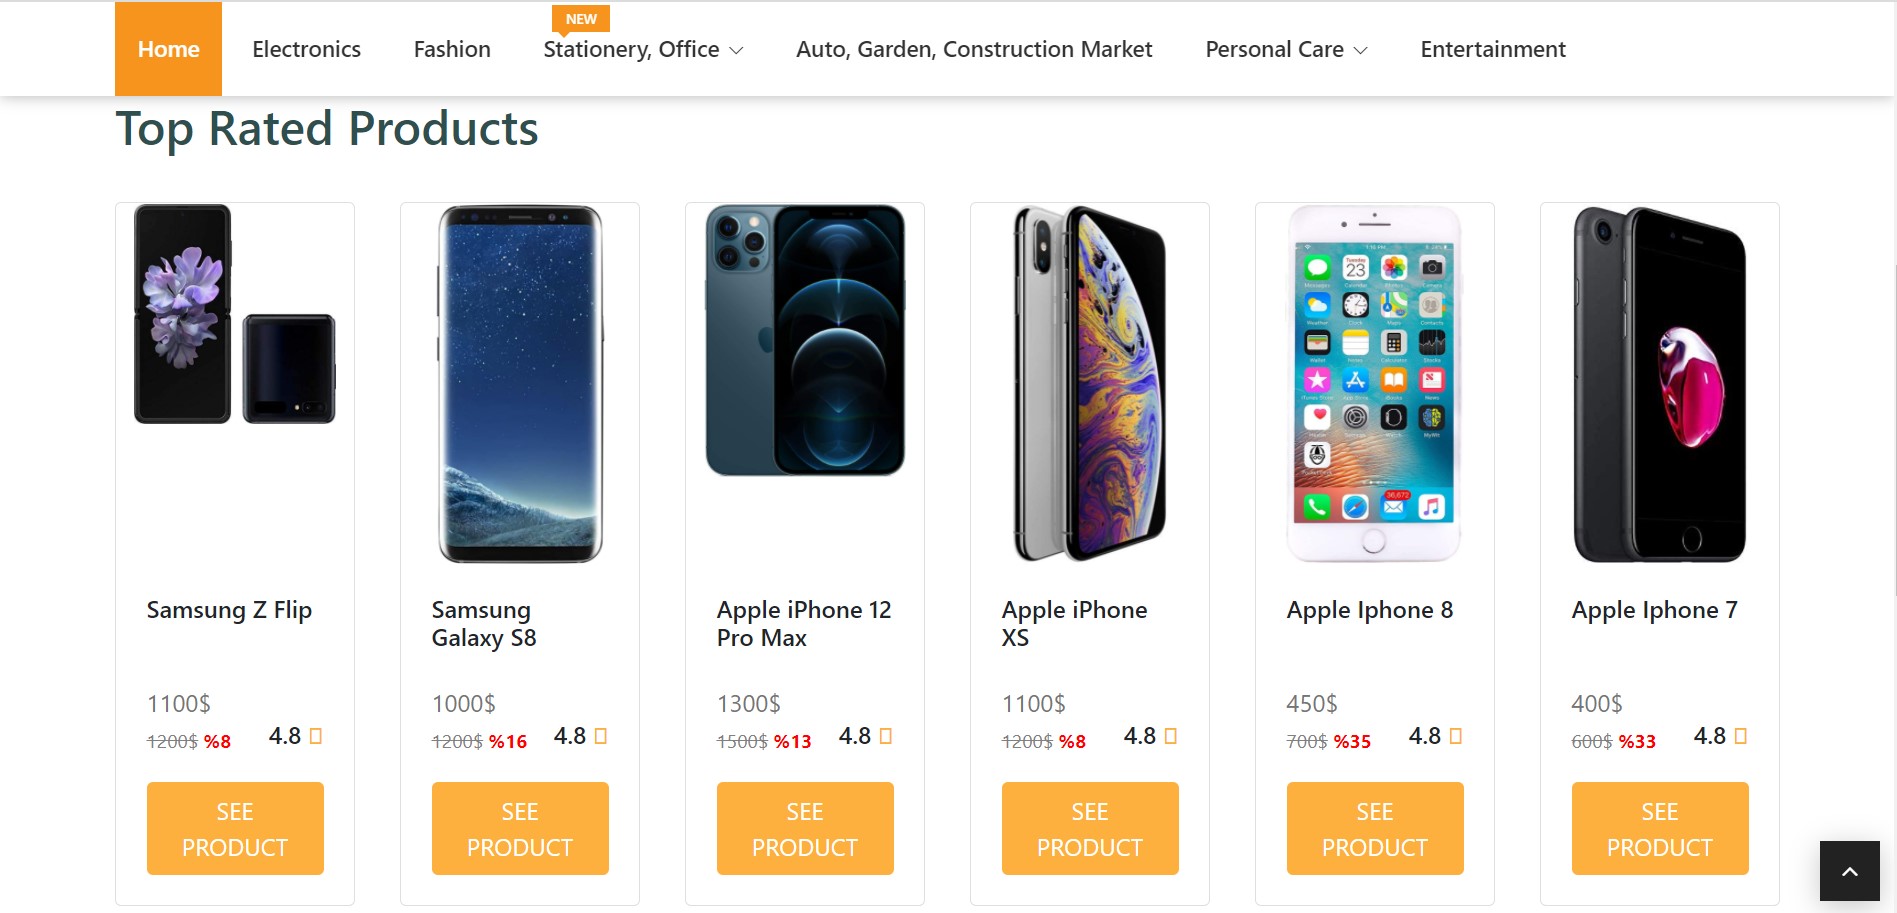 NEW
Home Electronics Fashion Stationery, Office Auto, Garden, Construction Market Personal Care Entertainment
Top Rated Products
Samsung Z Flip
1100$
1200$ %8 4.8
SEE
PRODUCT
Samsung
Galaxy S8
1000$
1200$ %16 4.8
SEE
PRODUCT
Apple iPhone 12
Pro Max
1300$
1500$ %13 4.8
SEE
PRODUCT
Apple iPhone
XS
1100$
1200$ %8 4.8
SEE
PRODUCT
Tuesday
23
36,672
Apple Iphone 8
450$
700$ %35 4.8
SEE
PRODUCT
Apple Iphone 7
400$
600$ %33 4.8
SEE
PRODUCT